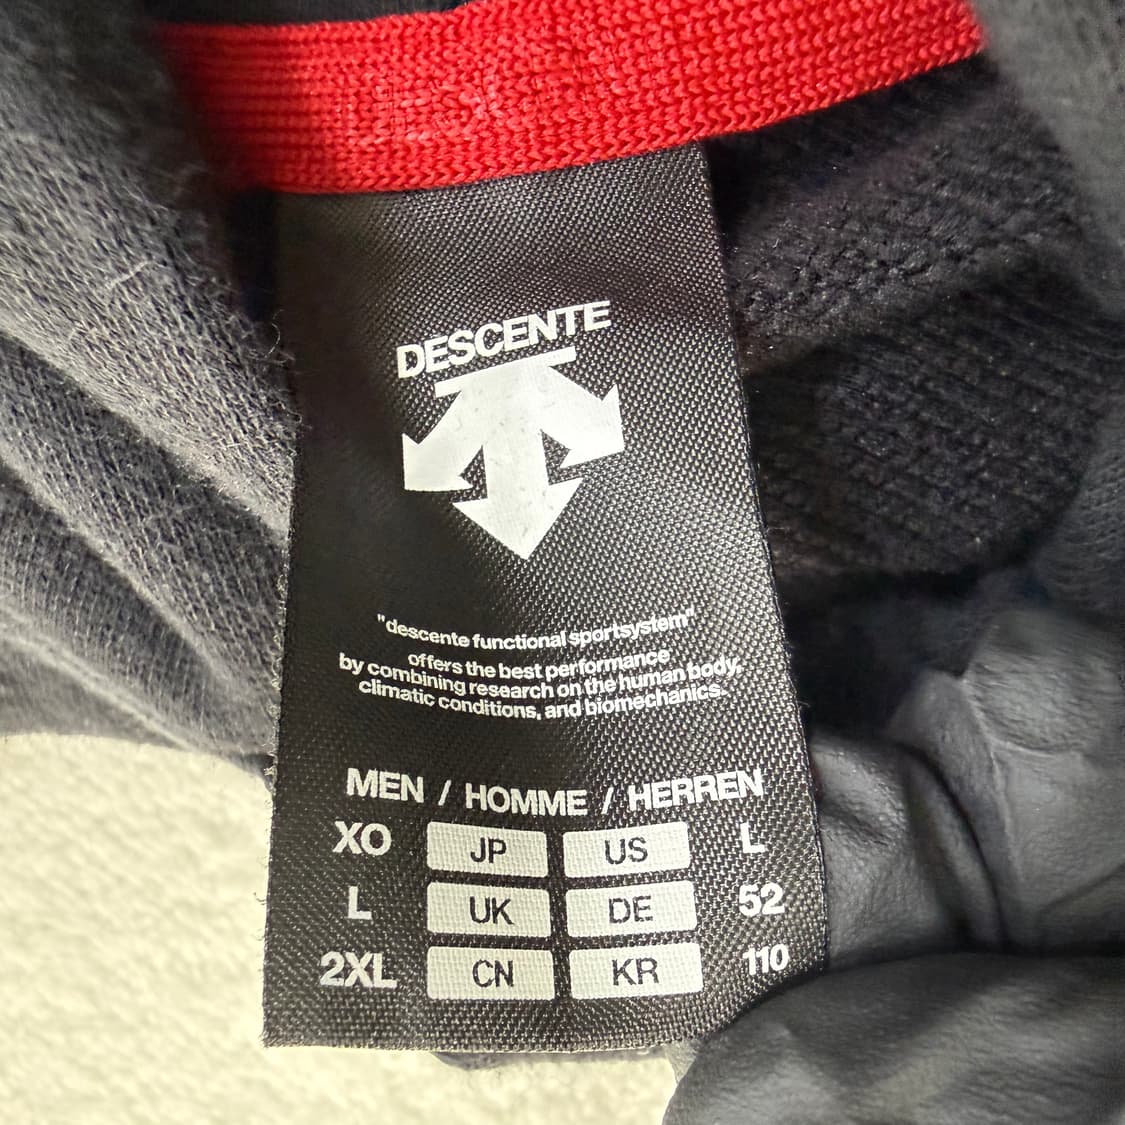 DESCENTE
"descente functional sportsystem"
offers the best performance
by combining research on the human body,
climatic conditions, and biomechanics.
MEN / HOMME / HERREN
XO JP US L
L UK DE 52
2XL CN KR 110